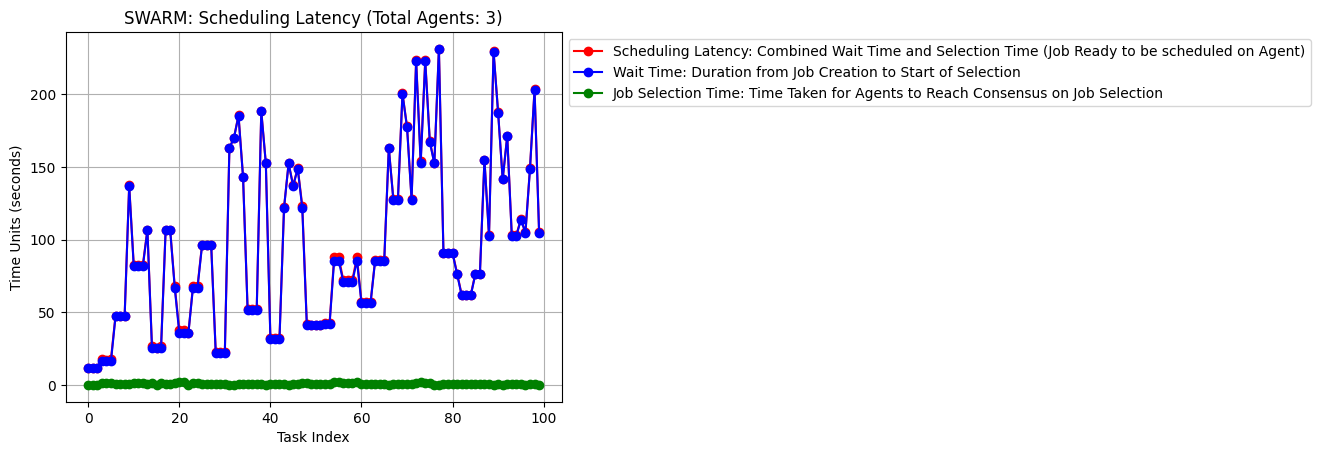 SWARM: Scheduling Latency (Total Agents: 3)
Scheduling Latency: Combined Wait Time and Selection Time (Job Ready to be scheduled on Agent)
Wait Time: Duration from Job Creation to Start of Selection
Job Selection Time: Time Taken for Agents to Reach Consensus on Job Selection
Time Units (seconds)
200
150
100
50
0
0 20 40 60 80 100
Task Index